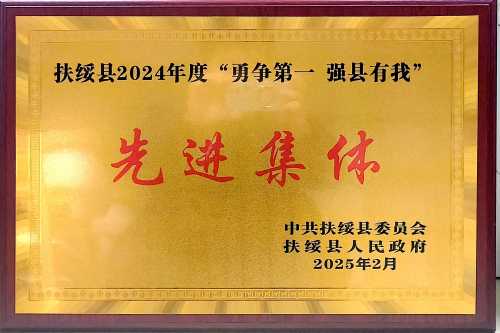 扶绥县2024年度“勇争第一 强县有我”
先进集体
中共扶绥县委员会
扶绥县人民政府
2025年2月